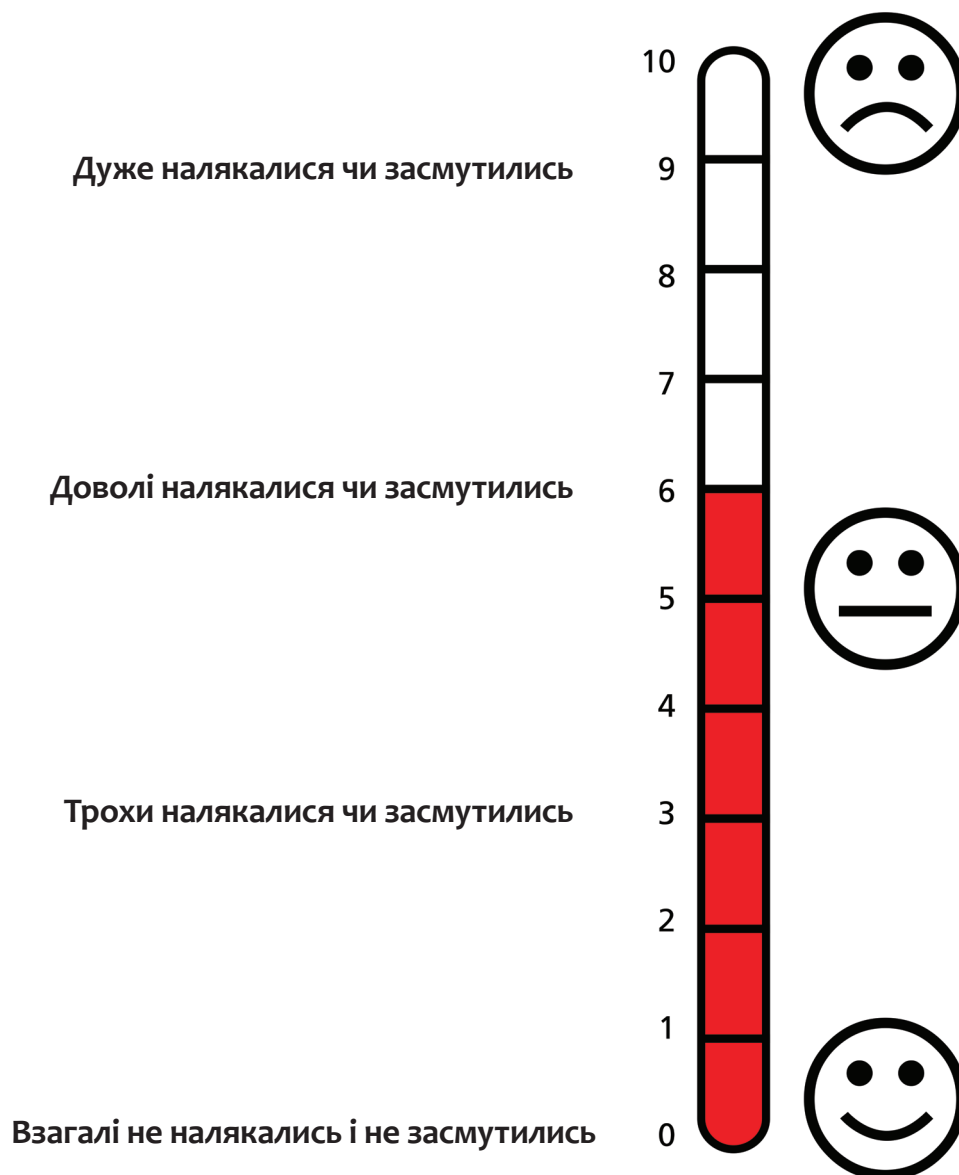 10
Дуже налякалися чи засмутились 9
8
7
Доволі налякалися чи засмутились 6
5
4
Трохи налякалися чи засмутились 3
2
1
Взагалі не налякались і не засмутились 0